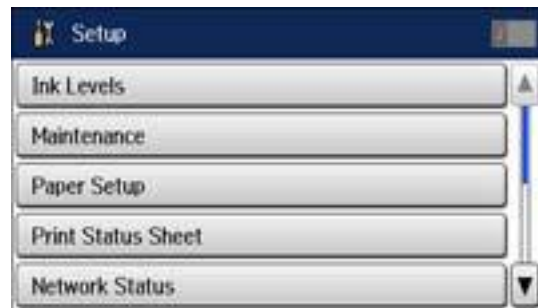 Setup
Ink Levels
Maintenance
Paper Setup
Print Status Sheet
Network Status